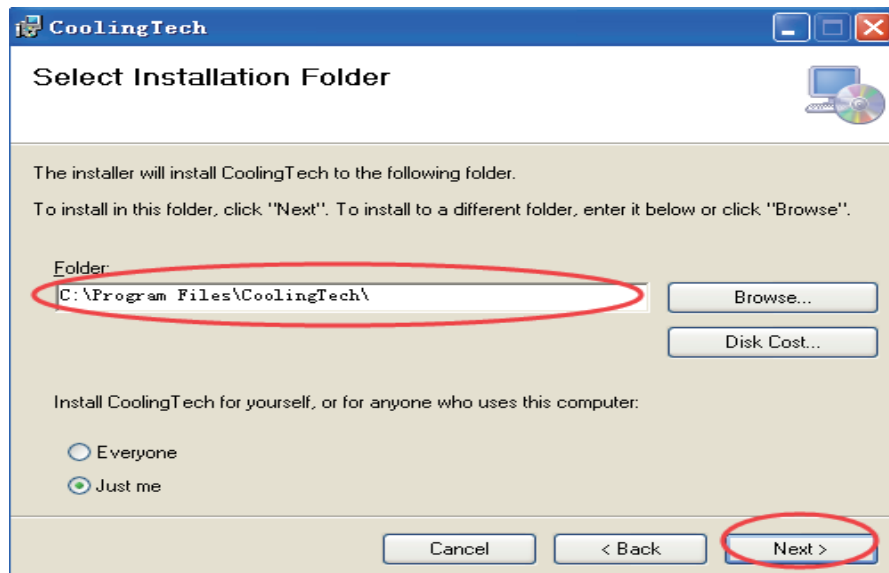 CoolingTech
Select Installation Folder
The installer will install CoolingTech to the following folder.
To install in this folder, click "Next". To install to a different folder, enter it below or click "Browse".
Folder:
C:\Program Files\CoolingTech\
Browse...
Disk Cost...
Install CoolingTech for yourself, or for anyone who uses this computer:
Everyone
Just me
Cancel
< Back
Next >